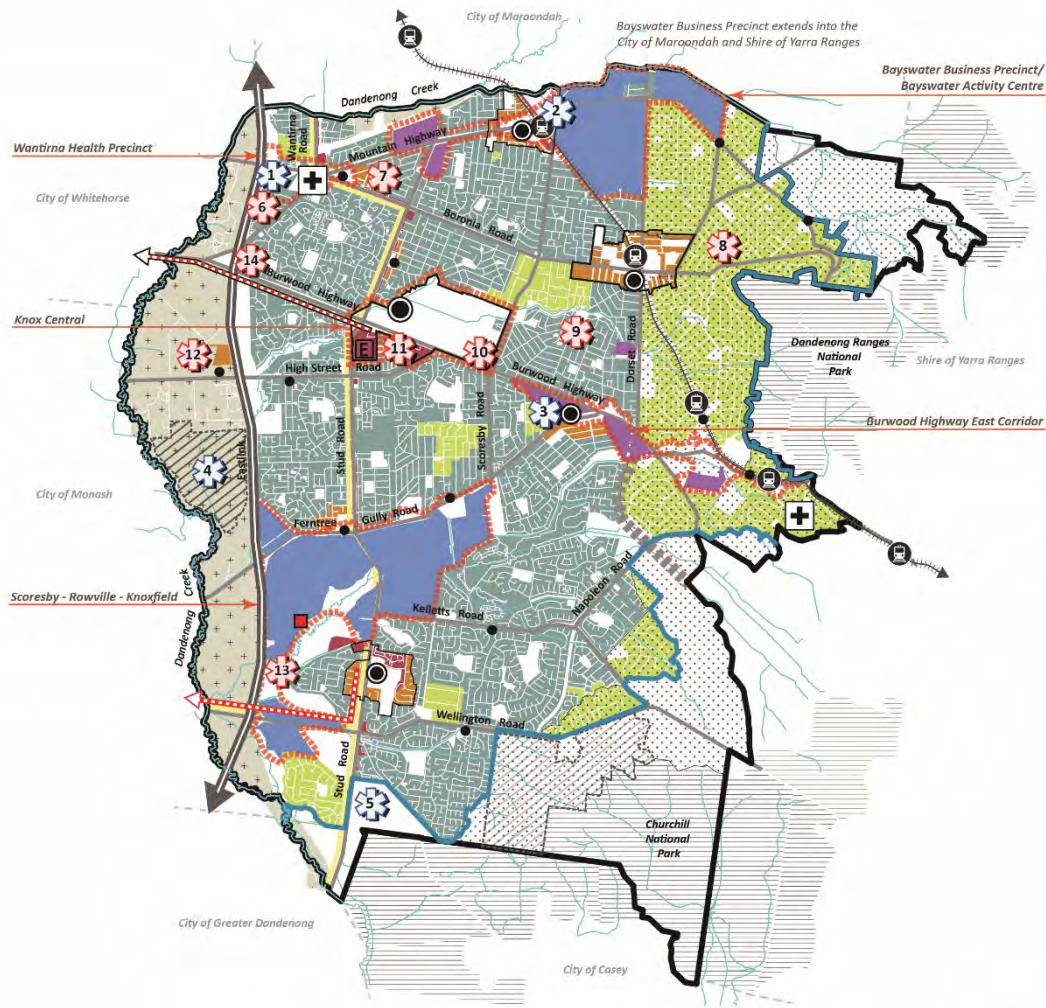 City of Maroondah
Bayswater Business Precinct extends into the
City of Maroondah and Shire of Yarra Ranges
Bayswater Business Precinct/
Bayswater Activity Centre
Dandenong Creek
2
Wantirna Road
Mountain Highway
Wantirna Health Precinct
1
7
City of Whitehorse
6
Boronia Road
8
14
Burwood Highway
Knox Central
9
Dorset Road
Dandenong Ranges
National
Park
Shire of Yarra Ranges
E
11
10
12
High Street Road
Burwood Highway
3
Burwood Highway East Corridor
Stud Road
Scoresby Road
EastLink
4
City of Monash
Ferntree Gully Road
Napoleon Road
Scoresby - Rowville - Knoxfield
Dandenong Creek
Kelletts Road
13
Wellington Road
Stud Road
5
Churchill
National
Park
City of Greater Dandenong
City of Casey